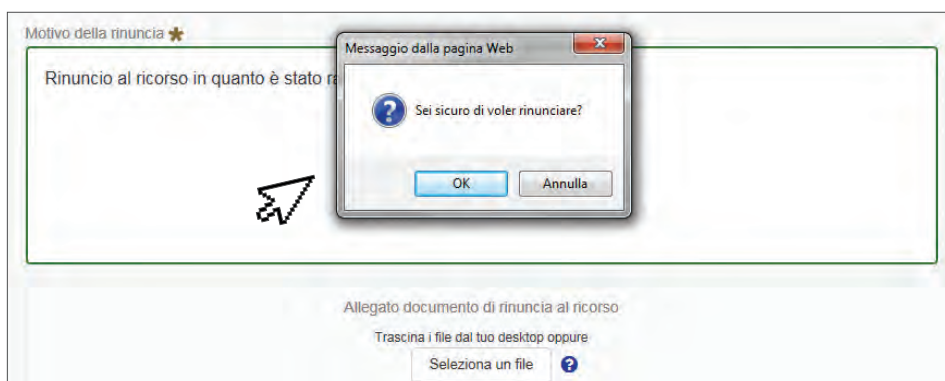 Motivo della rinuncia
Messaggio dalla pagina Web
Rinuncio al ricorso in quanto è stato
Sei sicuro di voler rinunciare?
OK Annulla
Allegato documento di rinuncia al ricorso
Trascina i file dal tuo desktop oppure
Seleziona un file